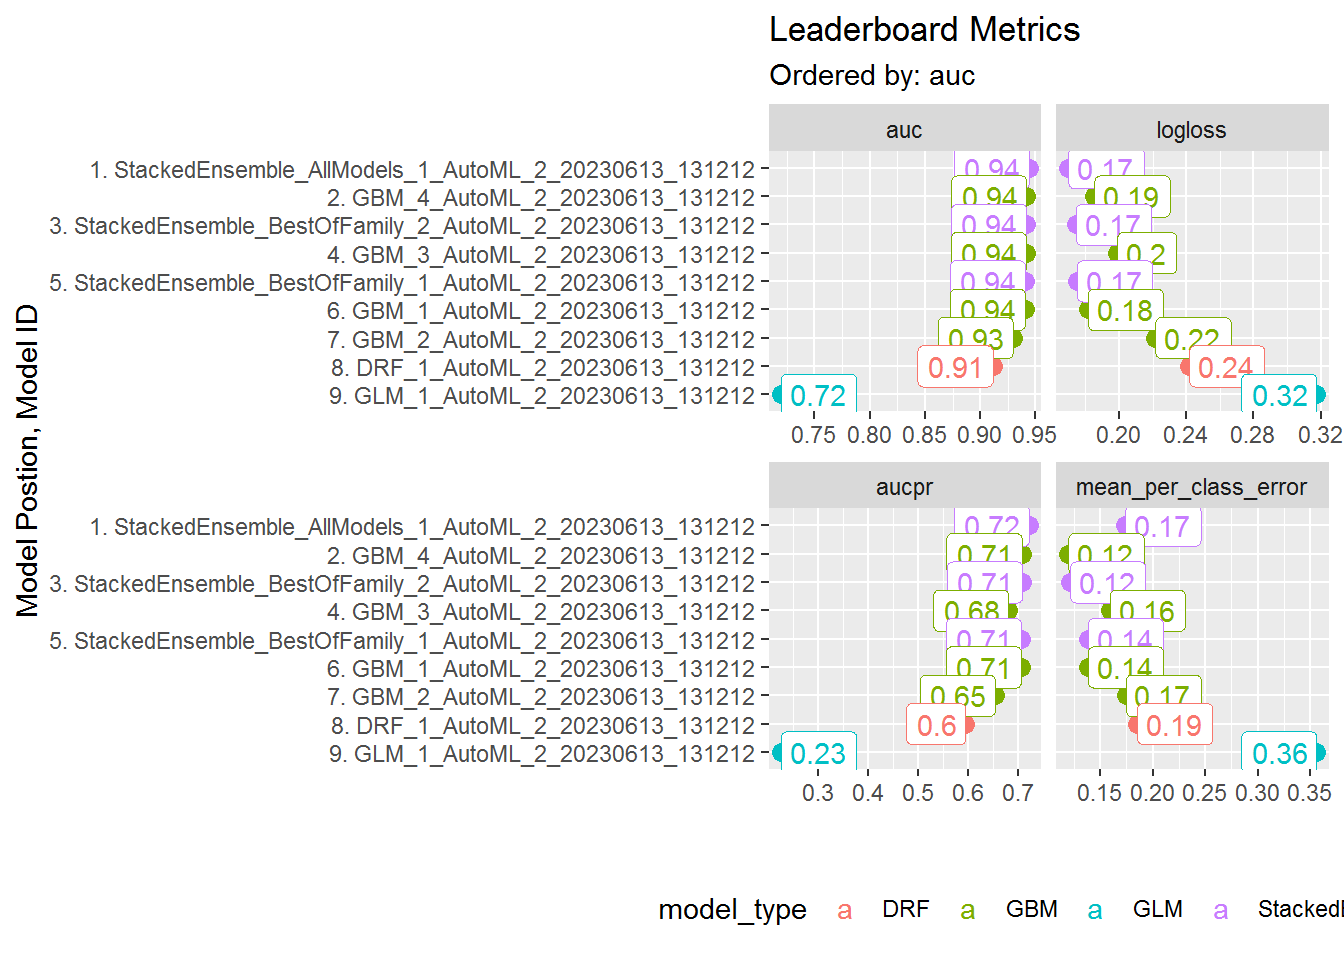 Leaderboard Metrics
Ordered by: auc
auc
logloss
1. StackedEnsemble_AllModels_1_AutoML_2_20230613_131212
0.94
0.17
2. GBM_4_AutoML_2_20230613_131212
0.94
0.19
3. StackedEnsemble_BestOfFamily_2_AutoML_2_20230613_131212
0.94
0.17
4. GBM_3_AutoML_2_20230613_131212
0.94
0.2
5. StackedEnsemble_BestOfFamily_1_AutoML_2_20230613_131212
0.94
0.17
6. GBM_1_AutoML_2_20230613_131212
0.94
0.18
7. GBM_2_AutoML_2_20230613_131212
0.93
0.22
8. DRF_1_AutoML_2_20230613_131212
0.91
0.24
9. GLM_1_AutoML_2_20230613_131212
0.72
0.32
0.75 0.80 0.85 0.90 0.95
0.20 0.24 0.28 0.32
Model Postion, Model ID
aucpr
mean_per_class_error
1. StackedEnsemble_AllModels_1_AutoML_2_20230613_131212
0.72
0.17
2. GBM_4_AutoML_2_20230613_131212
0.71
0.12
3. StackedEnsemble_BestOfFamily_2_AutoML_2_20230613_131212
0.71
0.12
4. GBM_3_AutoML_2_20230613_131212
0.68
0.16
5. StackedEnsemble_BestOfFamily_1_AutoML_2_20230613_131212
0.71
0.14
6. GBM_1_AutoML_2_20230613_131212
0.71
0.14
7. GBM_2_AutoML_2_20230613_131212
0.65
0.17
8. DRF_1_AutoML_2_20230613_131212
0.6
0.19
9. GLM_1_AutoML_2_20230613_131212
0.23
0.36
0.3 0.4 0.5 0.6 0.7
0.15 0.20 0.25 0.30 0.35
model_type a DRF a GBM a GLM a